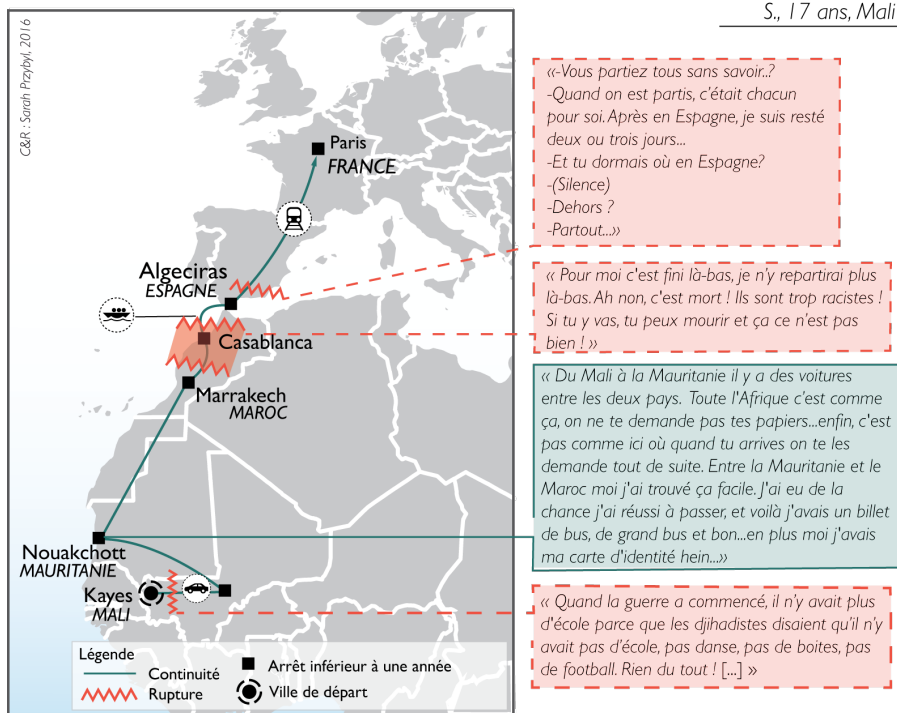 S., 17 ans, Mali
C&R : Sarah Przybyl, 2016
Paris
FRANCE
Algeciras
ESPAGNE
Casablanca
Marrakech
MAROC
Nouakchott
MAURITANIE
Kayes
MALI
Légende
Continuité
Rupture
Arrêt inférieur à une année
Ville de départ
«-Vous partiez tous sans savoir..?
-Quand on est partis, c'était chacun
pour soi. Après en Espagne, je suis resté
deux ou trois jours...
-Et tu dormais où en Espagne?
-(Silence)
-Dehors ?
-Partout...»
« Pour moi c'est fini là-bas, je n'y repartirai plus
là-bas. Ah non, c'est mort ! Ils sont trop racistes !
Si tu y vas, tu peux mourir et ça ce n'est pas
bien ! »
« Du Mali à la Mauritanie il y a des voitures
entre les deux pays. Toute l'Afrique c'est comme
ça, on ne te demande pas tes papiers...enfin, c'est
pas comme ici où quand tu arrives on te les
demande tout de suite. Entre la Mauritanie et le
Maroc moi j'ai trouvé ça facile. J'ai eu de la
chance j'ai réussi à passer, et voilà j'avais un billet
de bus, de grand bus et bon...en plus moi j'avais
ma carte d'identité hein...»
« Quand la guerre a commencé, il n'y avait plus
d'école parce que les djihadistes disaient qu'il n'y
avait pas d'école, pas danse, pas de boites, pas
de football. Rien du tout ! [...] »